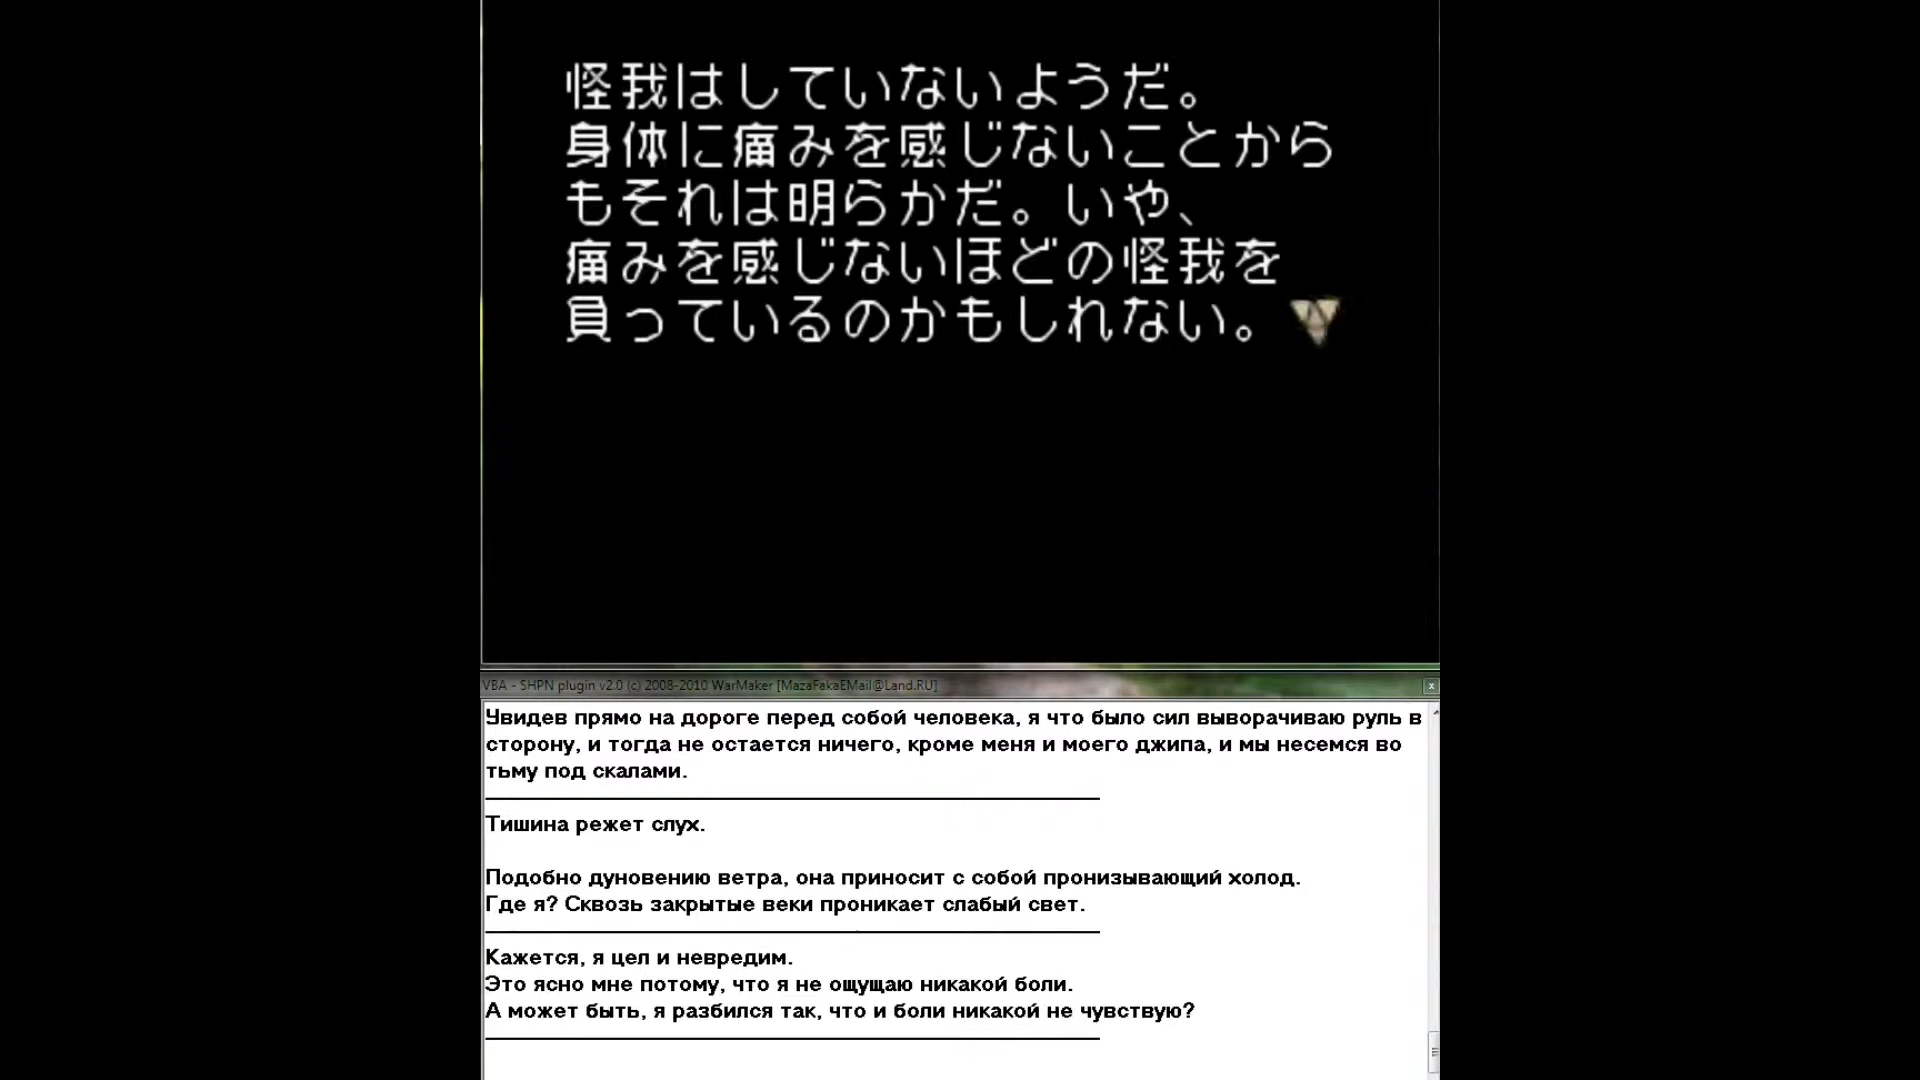 怪我はしていないようだ。
身体に痛みを感じないことから
もそれは明らかだ。いや、
痛みを感じないほどの怪我を
負っているのかもしれない。
VBA - SHPN plugin v2.0 (c) 2008-2010 WarMaker [MazaFakaEMail@Land.RU]
Увидев прямо на дороге перед собой человека, я что было сил выворачиваю руль в
сторону, и тогда не остается ничего, кроме меня и моего джипа, и мы несемся во
тьму под скалами.
Тишина режет слух.
Подобно дуновению ветра, она приносит с собой пронизывающий холод.
Где я? Сквозь закрытые веки проникает слабый свет.
Кажется, я цел и невредим.
Это ясно мне потому, что я не ощущаю никакой боли.
А может быть, я разбился так, что и боли никакой не чувствую?